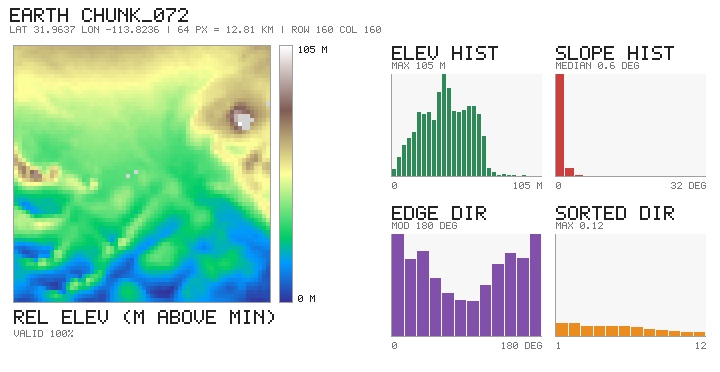 EARTH CHUNK_072
LAT 31.9637 LON -113.8236 | 64 PX = 12.81 KM | ROW 160 COL 160
105 M
0 M
REL ELEV (M ABOVE MIN)
VALID 100%
ELEV HIST
MAX 105 M
0 105 M
SLOPE HIST
MEDIAN 0.6 DEG
0 32 DEG
EDGE DIR
MOD 180 DEG
0 180 DEG
SORTED DIR
MAX 0.12
1 12